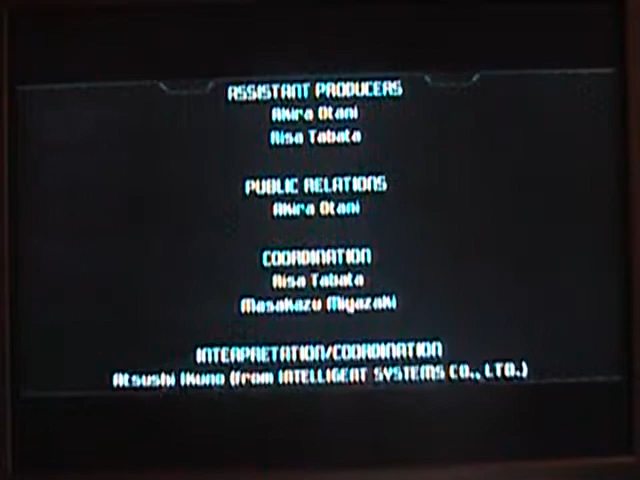 ASSISTANT PRODUCERS
Akira Otani
Risa Tabata
PUBLIC RELATIONS
Akira Otani
COORDINATION
Risa Tabata
Masakazu Miyazaki
INTERPRETATION/COORDINATION
Atsushi Ikuno (from INTELLIGENT SYSTEMS CO., LTD.)